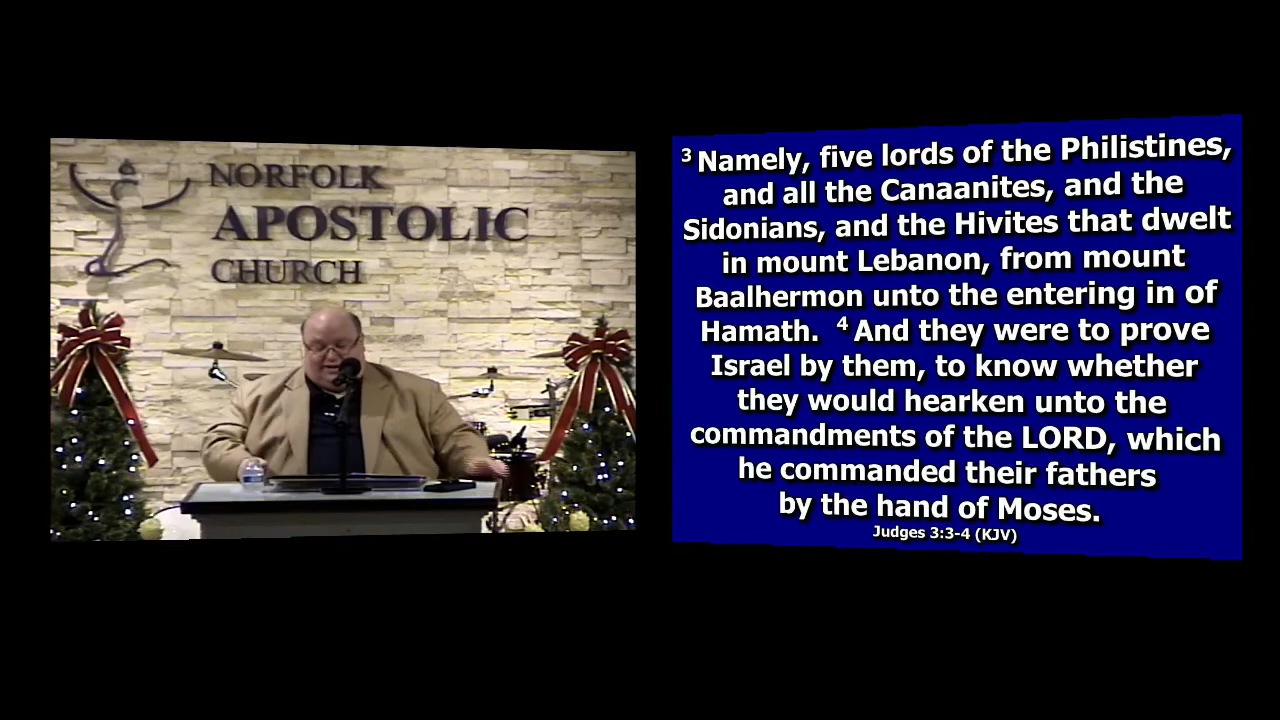 NORFOLK
APOSTOLIC
CHURCH
3 Namely, five lords of the Philistines,
and all the Canaanites, and the
Sidonians, and the Hivites that dwelt
in mount Lebanon, from mount
Baalhermon unto the entering in of
Hamath. 4 And they were to prove
Israel by them, to know whether
they would hearken unto the
commandments of the LORD, which
he commanded their fathers
by the hand of Moses.
Judges 3:3-4 (KJV)